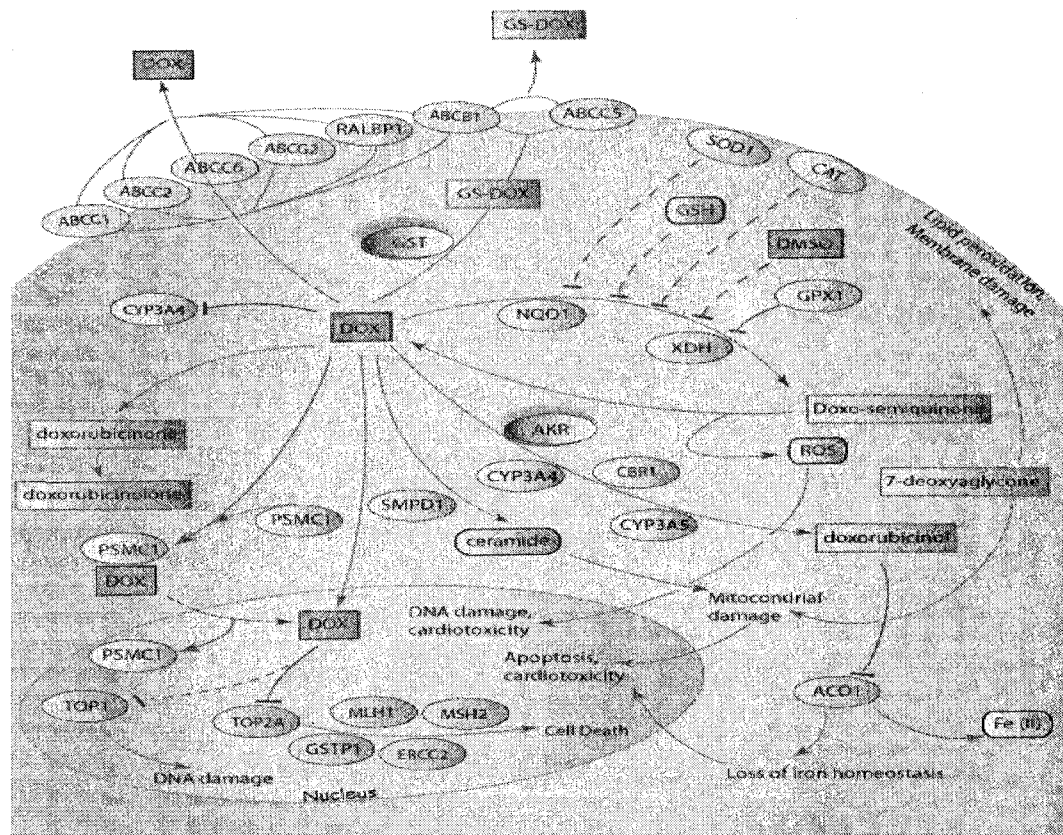 GS-DOX
DOX
ABCB1
ABCC5
RALBP1
ABCG2
ABCC6
ABCC2
ABCG1
SOD1
CAT
GS-DOX
GSH
GST
DMSO
Lipid peroxidation,
Membrane damage
CYP3A4
DOX
NQO1
GPX1
XDH
Doxo-semiquinone
doxorubicinone
AKR
ROS
CYP3A4
CBR1
7-deoxyaglycone
doxorubicinolone
SMPD1
PSMC1
CYP3A5
PSMC1
DOX
ceramide
doxorubicinol
DOX
DNA damage,
cardiotoxicity
Mitocondrial
damage
PSMC1
Apoptosis,
cardiotoxicity
TOP1
ACO1
TOP2A
MLH1
MSH2
Cell Death
Fe (II)
GSTP1
ERCC2
DNA damage
Nucleus
Loss of iron homeostasis